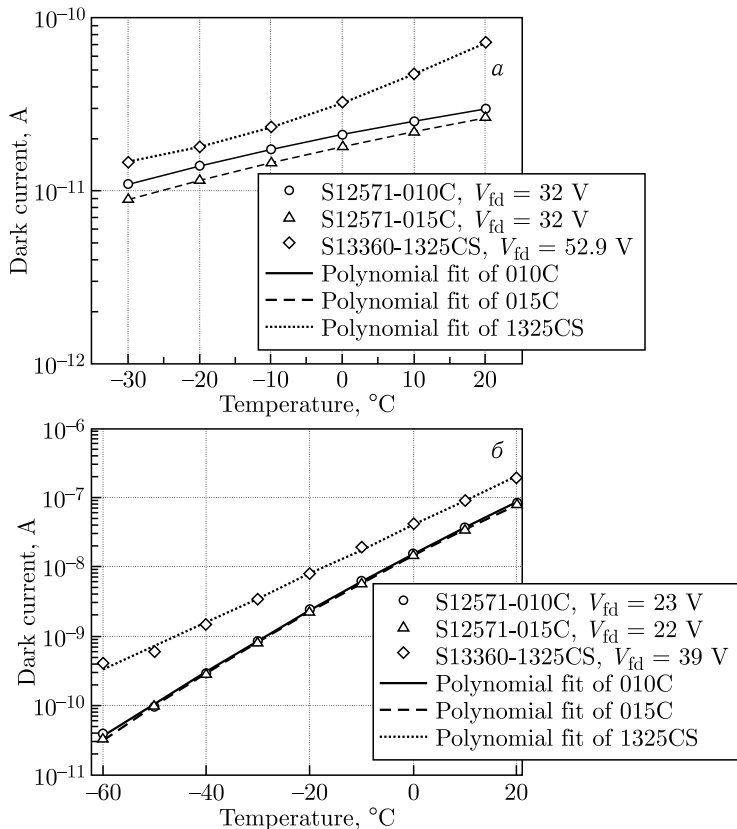 10⁻¹⁰
a
Dark current, A
10⁻¹¹
S12571-010C, V_fd = 32 V
S12571-015C, V_fd = 32 V
S13360-1325CS, V_fd = 52.9 V
Polynomial fit of 010C
Polynomial fit of 015C
Polynomial fit of 1325CS
10⁻¹²
–30 –20 –10 0 10 20
Temperature, °C
10⁻⁶
б
10⁻⁷
Dark current, A
10⁻⁸
S12571-010C, V_fd = 23 V
S12571-015C, V_fd = 22 V
S13360-1325CS, V_fd = 39 V
Polynomial fit of 010C
Polynomial fit of 015C
Polynomial fit of 1325CS
10⁻⁹
10⁻¹⁰
10⁻¹¹
–60 –40 –20 0 20
Temperature, °C